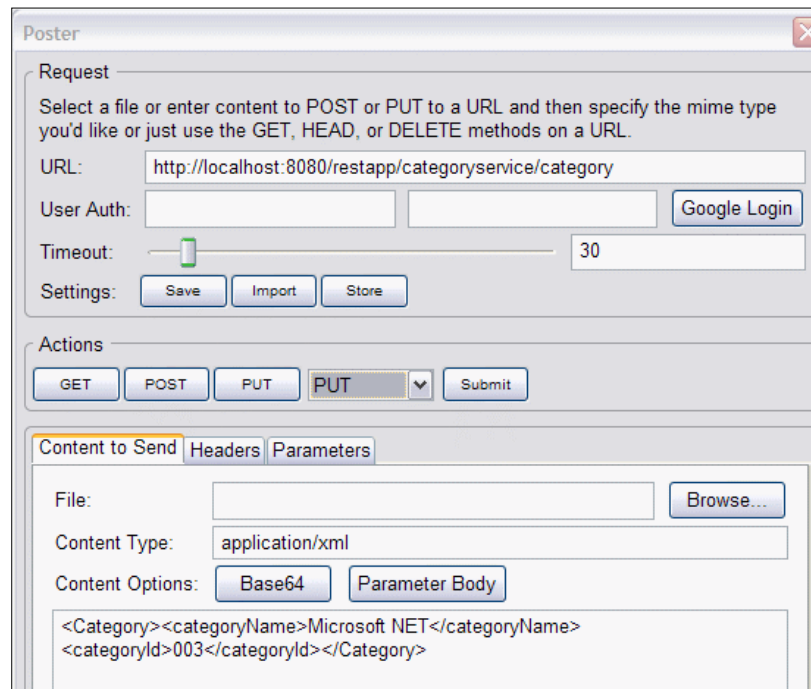 Poster
Request
Select a file or enter content to POST or PUT to a URL and then specify the mime type
you'd like or just use the GET, HEAD, or DELETE methods on a URL.
URL: http://localhost:8080/restapp/categoryservice/category
User Auth: Google Login
Timeout: 30
Settings: Save Import Store
Actions
GET POST PUT PUT Submit
Content to Send Headers Parameters
File: Browse...
Content Type: application/xml
Content Options: Base64 Parameter Body
<Category><categoryName>Microsoft NET</categoryName>
<categoryId>003</categoryId></Category>